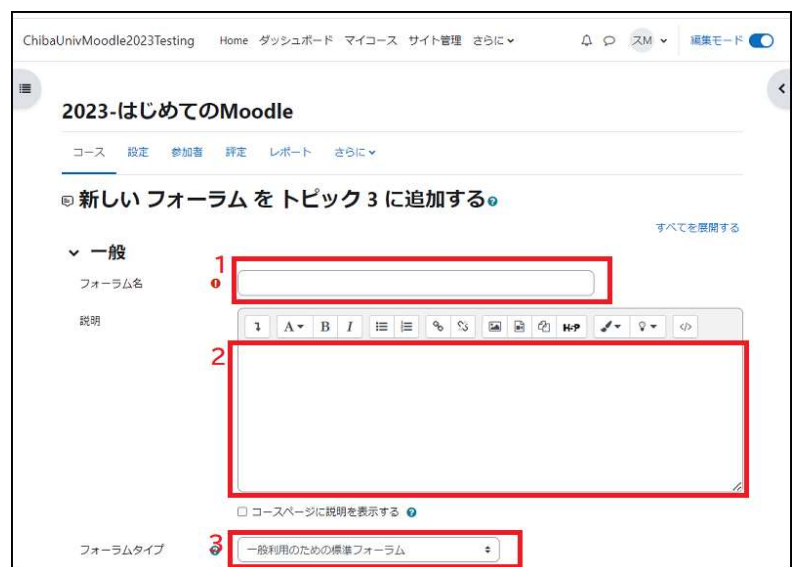 ChibaUnivMoodle2023Testing Home ダッシュボード マイコース サイト管理 さらに スM 編集モード
2023-はじめてのMoodle
コース 設定 参加者 評定 レポート さらに
新しい フォーラム を トピック 3 に追加する
すべてを展開する
一般
1
フォーラム名
説明
A B I H-P </>
2
コースページに説明を表示する
3
フォーラムタイプ 一般利用のための標準フォーラム